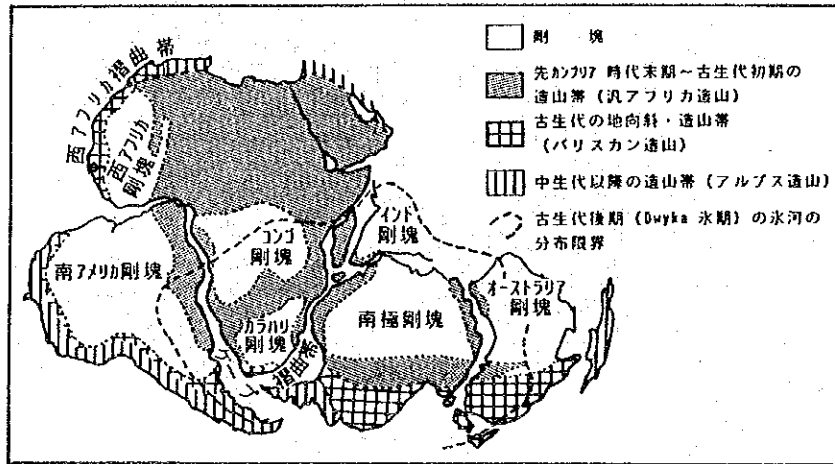 剛 塊
先カンブリア 時代末期～古生代初期の
造山帯 (汎アフリカ造山)
古生代の地向斜・造山帯
(バリスカン造山)
中生代以降の造山帯 (アルプス造山)
古生代後期 (Dwyka 氷期) の氷河の
分布限界
西アフリカ褶曲帯
西アフリカ
剛塊
インド
剛塊
コンゴ
剛塊
南アメリカ剛塊
オーストラリア
剛塊
カラハリ
剛塊
南極剛塊
褶曲帯